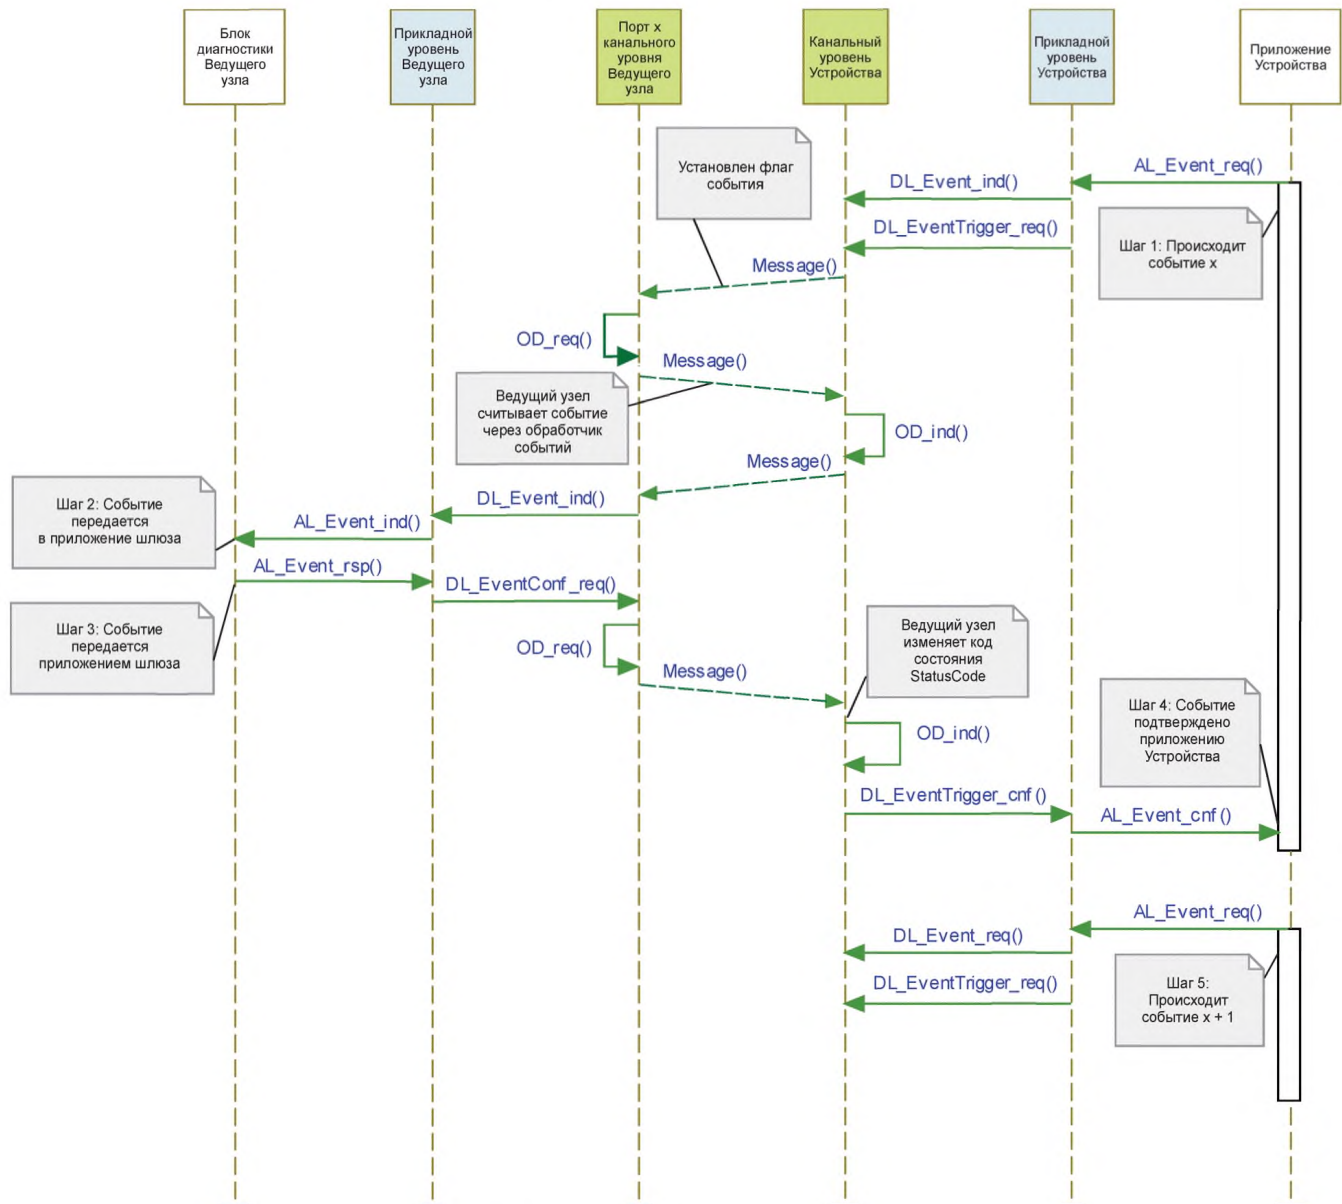 Блок
диагностики
Ведущего
узла
Прикладной
уровень
Ведущего
узла
Порт x
канального
уровня
Ведущего
узла
Канальный
уровень
Устройства
Прикладной
уровень
Устройства
Приложение
Устройства
Установлен флаг
события
AL_Event_req()
DL_Event_ind()
DL_EventTrigger_req()
Шаг 1: Происходит
событие x
Message()
OD_req()
Message()
Ведущий узел
считывает событие
через обработчик
событий
OD_ind()
Message()
Шаг 2: Событие
передается
в приложение шлюза
DL_Event_ind()
AL_Event_ind()
AL_Event_rsp()
DL_EventConf_req()
Шаг 3: Событие
передается
приложением шлюза
OD_req()
Message()
Ведущий узел
изменяет код
состояния
StatusCode
OD_ind()
Шаг 4: Событие
подтверждено
приложению
Устройства
DL_EventTrigger_cnf()
AL_Event_cnf()
AL_Event_req()
DL_Event_req()
DL_EventTrigger_req()
Шаг 5:
Происходит
событие x + 1